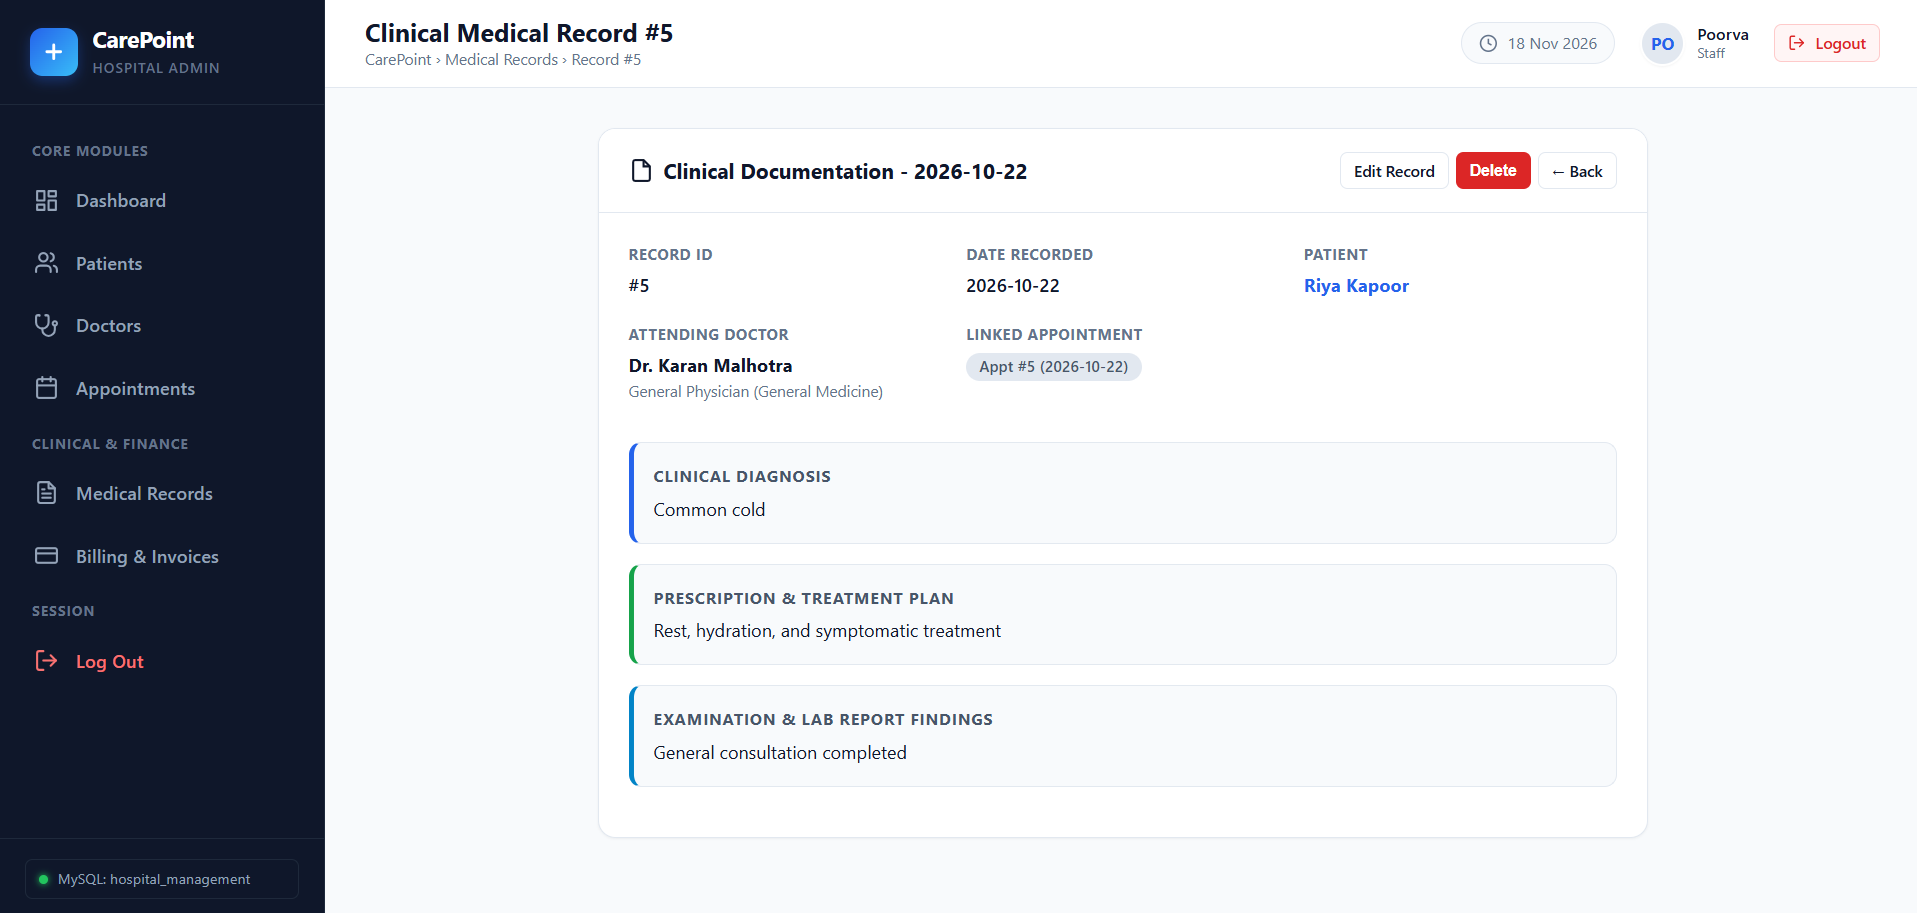 CarePoint
HOSPITAL ADMIN
CORE MODULES
Dashboard
Patients
Doctors
Appointments
CLINICAL & FINANCE
Medical Records
Billing & Invoices
SESSION
Log Out
MySQL: hospital_management
Clinical Medical Record #5
CarePoint › Medical Records › Record #5
18 Nov 2026
PO
Poorva
Staff
Logout
Clinical Documentation - 2026-10-22
Edit Record
Delete
← Back
RECORD ID
#5
DATE RECORDED
2026-10-22
PATIENT
Riya Kapoor
ATTENDING DOCTOR
Dr. Karan Malhotra
General Physician (General Medicine)
LINKED APPOINTMENT
Appt #5 (2026-10-22)
CLINICAL DIAGNOSIS
Common cold
PRESCRIPTION & TREATMENT PLAN
Rest, hydration, and symptomatic treatment
EXAMINATION & LAB REPORT FINDINGS
General consultation completed